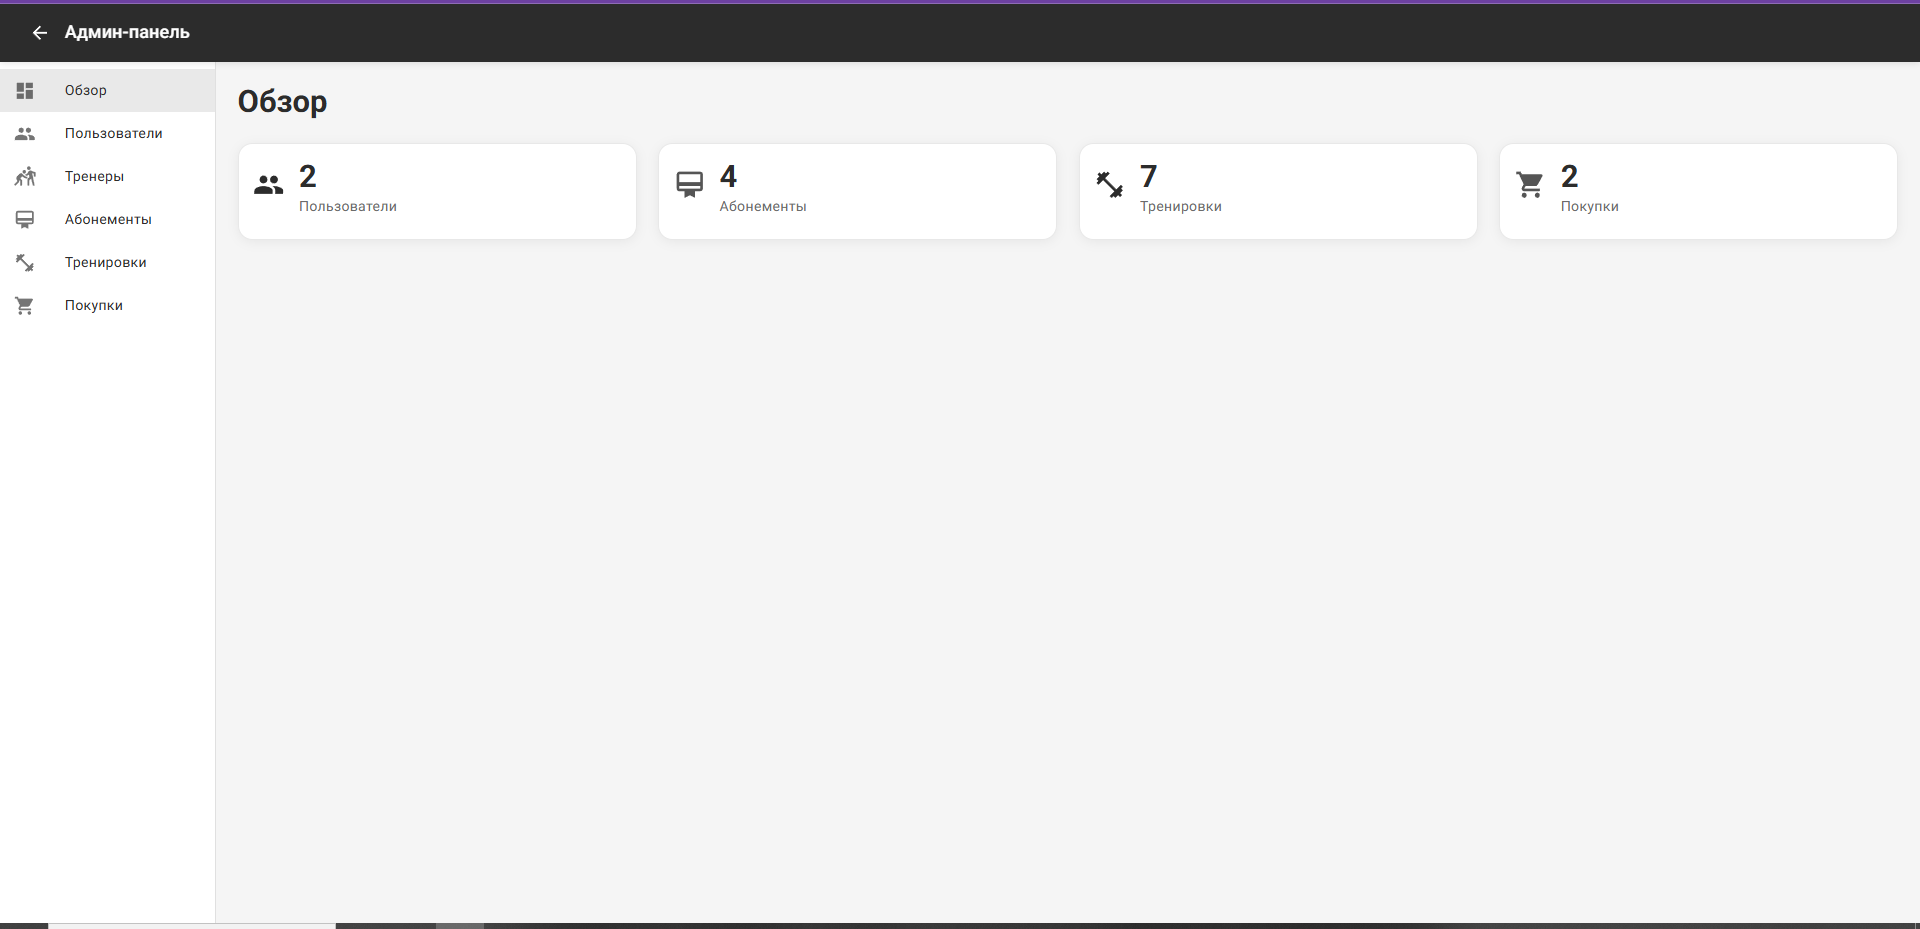 Админ-панель
Обзор
Пользователи
Тренеры
Абонементы
Тренировки
Покупки
Обзор
2
Пользователи
4
Абонементы
7
Тренировки
2
Покупки